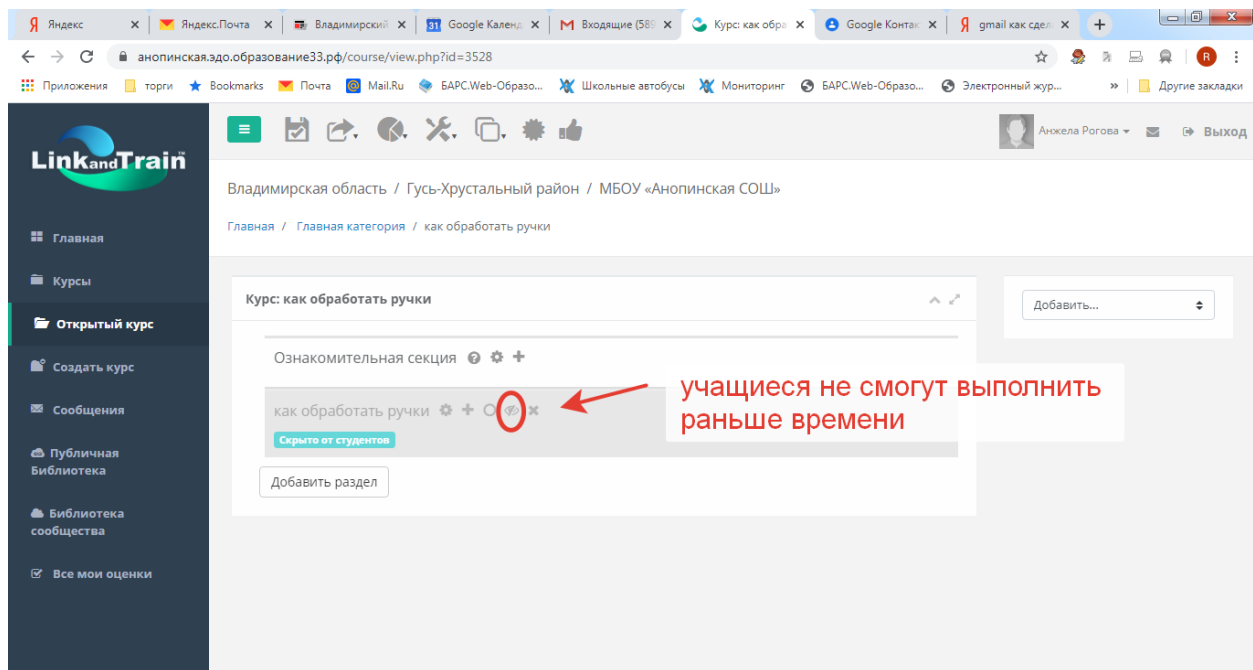 Яндекс
Яндекс.Почта
Владимирский
Google Календ
Входящие (589
Курс: как обра
Google Контак
gmail как сдел
анопинская.эдо.образование33.рф/course/view.php?id=3528
R
Приложения
торги
Bookmarks
Почта
Mail.Ru
БАРС.Web-Образо...
Школьные автобусы
Мониторинг
БАРС.Web-Образо...
Электронный жур...
»
Другие закладки
LinkandTrain™
Анжела Рогова
Выход
Владимирская область / Гусь-Хрустальный район / МБОУ «Анопинская СОШ»
Главная / Главная категория / как обработать ручки
Главная
Курсы
Открытый курс
Создать курс
Сообщения
Публичная
Библиотека
Библиотека
сообщества
Все мои оценки
Курс: как обработать ручки
Ознакомительная секция
как обработать ручки
Скрыто от студентов
Добавить раздел
учащиеся не смогут выполнить
раньше времени
Добавить...